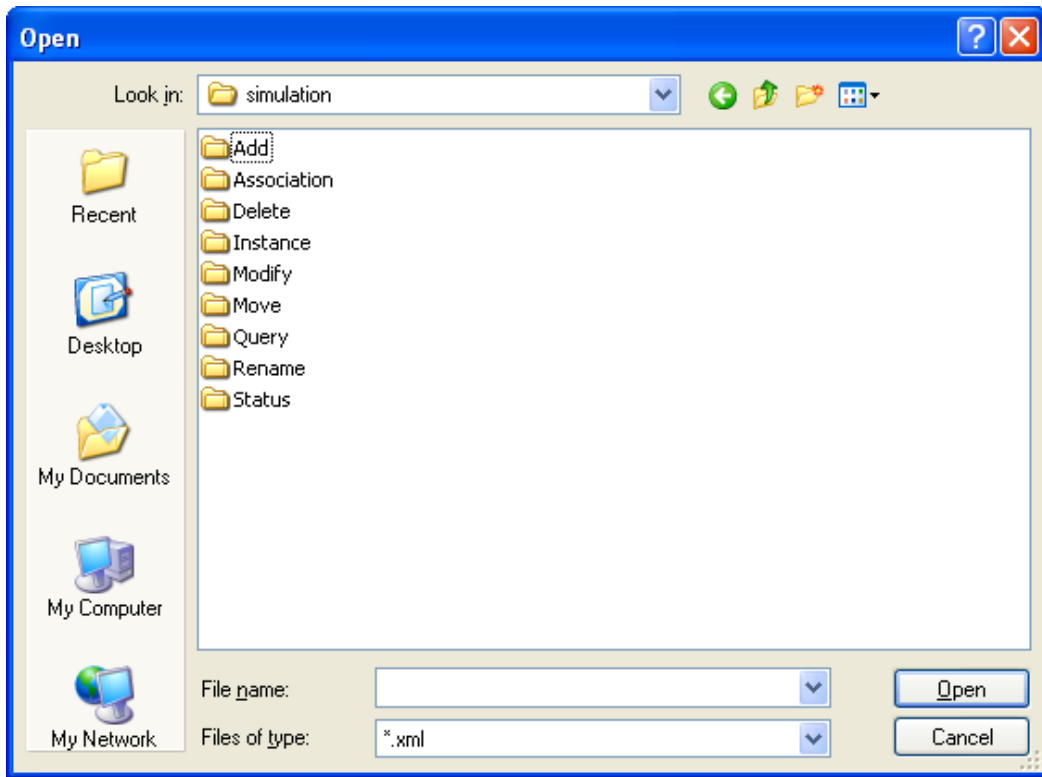 Open
Look in: simulation
Add
Association
Delete
Instance
Modify
Move
Query
Rename
Status
Recent
Desktop
My Documents
My Computer
My Network
File name:
Open
Files of type: *.xml
Cancel